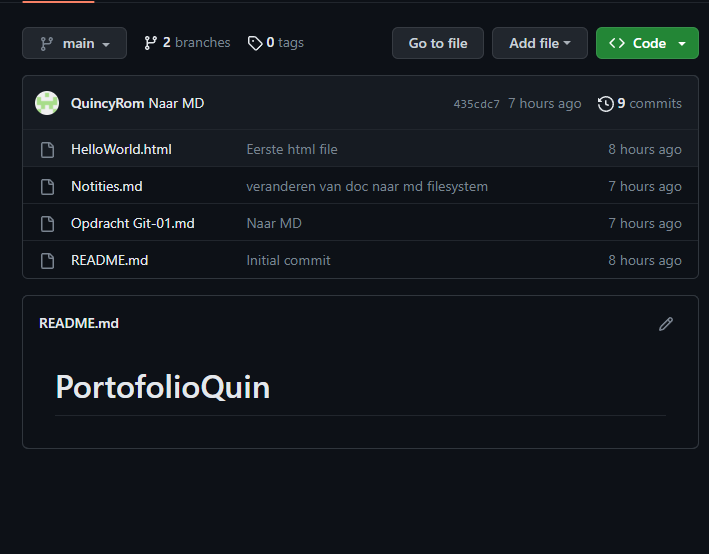 main 2 branches 0 tags Go to file Add file Code
QuincyRom Naar MD 435cdc7 7 hours ago 9 commits
HelloWorld.html Eerste html file 8 hours ago
Notities.md veranderen van doc naar md filesystem 7 hours ago
Opdracht Git-01.md Naar MD 7 hours ago
README.md Initial commit 8 hours ago
README.md
PortofolioQuin